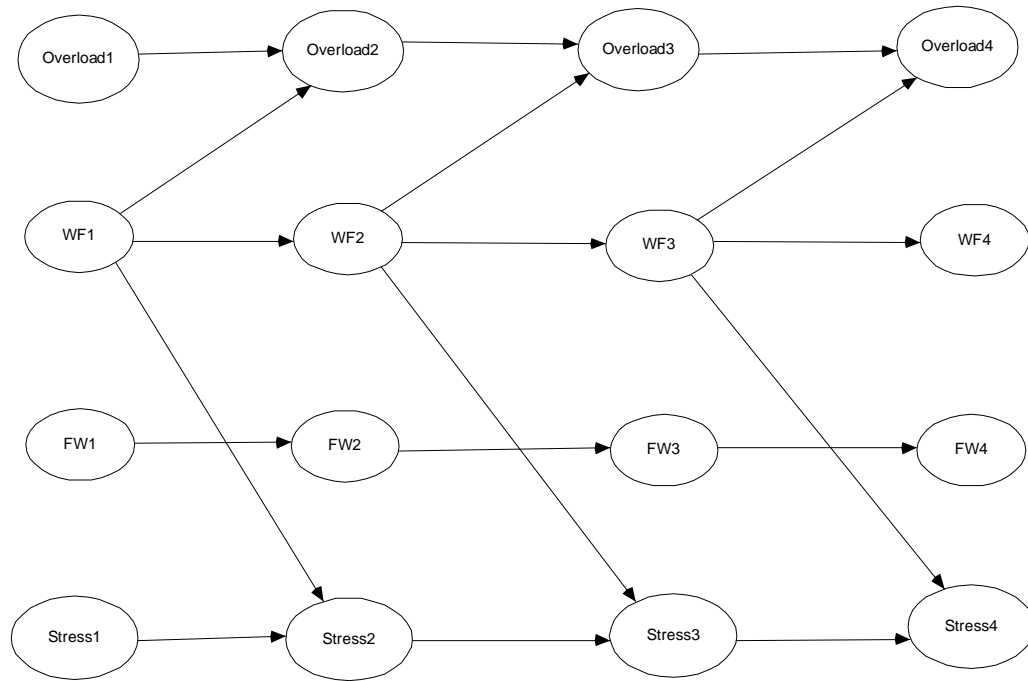 Overload1
Overload2
Overload3
Overload4
WF1
WF2
WF3
WF4
FW1
FW2
FW3
FW4
Stress1
Stress2
Stress3
Stress4